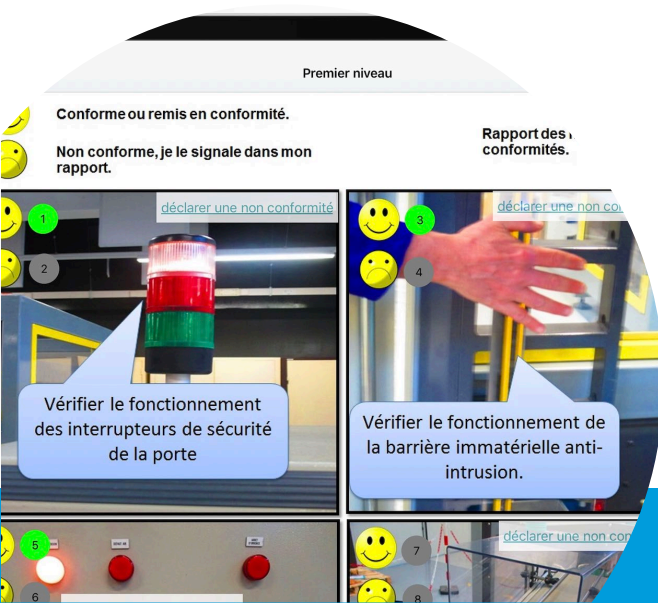 Premier niveau
Conforme ou remis en conformité.
Non conforme, je le signale dans mon
rapport.
Rapport des
conformités.
1
déclarer une non conformité
2
Vérifier le fonctionnement
des interrupteurs de sécurité
de la porte
3
déclarer une non
4
Vérifier le fonctionnement de
la barrière immatérielle anti-
intrusion.
5
6
7
déclarer une non
8